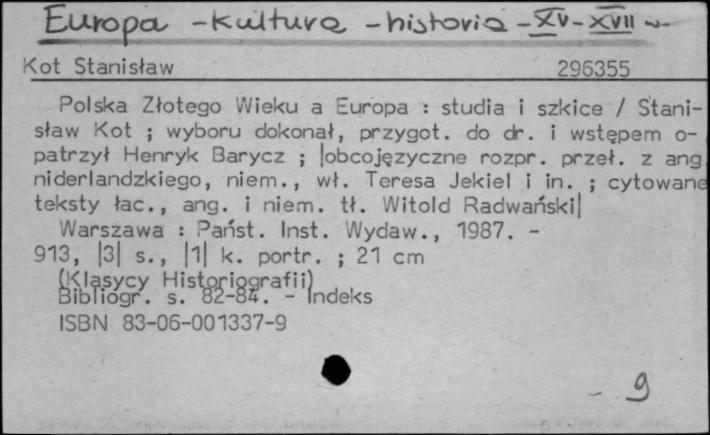 Europa - kultura - historia - XV - XVII w
Kot Stanisław 296355
Polska Złotego Wieku a Europa : studia i szkice / Stani-
sław Kot ; wyboru dokonał, przygot. do dr. i wstępem o-
patrzył Henryk Barycz ; |obcojęzyczne rozpr. przeł. z ang
niderlandzkiego, niem., wł. Teresa Jekiel i in. ; cytowane
teksty łac., ang. i niem. tł. Witold Radwański|
Warszawa : Państ. Inst. Wydaw., 1987. -
913, |3| s., |1| k. portr. ; 21 cm
(Klasycy Historiografii)
Bibliogr. s. 82-84. - Indeks
ISBN 83-06-001337-9
- 9